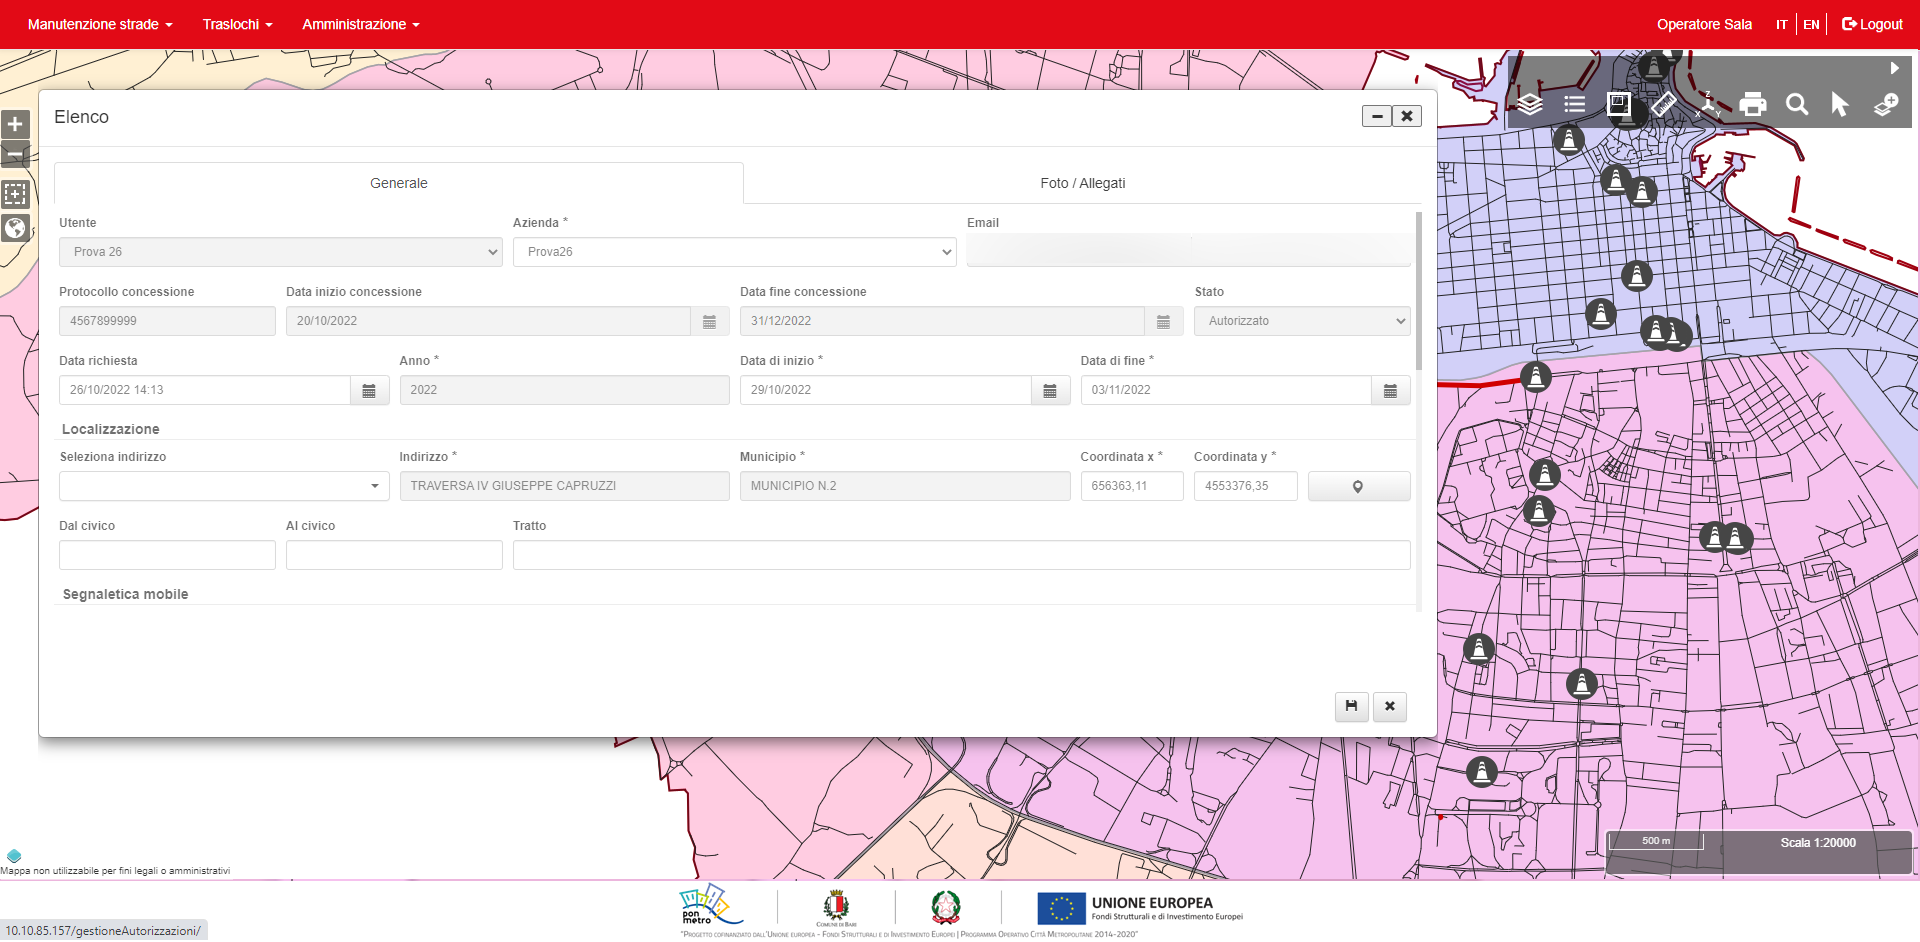 Manutenzione strade Traslochi Amministrazione Operatore Sala IT EN Logout
Elenco
Generale Foto / Allegati
Utente Azienda * Email
Prova 26 Prova26
Protocollo concessione Data inizio concessione Data fine concessione Stato
4567899999 20/10/2022 31/12/2022 Autorizzato
Data richiesta Anno * Data di inizio * Data di fine *
26/10/2022 14:13 2022 29/10/2022 03/11/2022
Localizzazione
Seleziona indirizzo Indirizzo * Municipio * Coordinata x * Coordinata y *
TRAVERSA IV GIUSEPPE CAPRUZZI MUNICIPIO N.2 656363,11 4553376,35
Dal civico Al civico Tratto
Segnaletica mobile
Z
X Y
500 m Scala 1:20000
Mappa non utilizzabile per fini legali o amministrativi
pon metro
Comune di Bari
UNIONE EUROPEA
Fondi Strutturali e di Investimento Europei
"Progetto cofinanziato dall'Unione europea - Fondi Strutturali e di Investimento Europei | Programma Operativo Città Metropolitane 2014-2020"
10.10.85.157/gestioneAutorizzazioni/